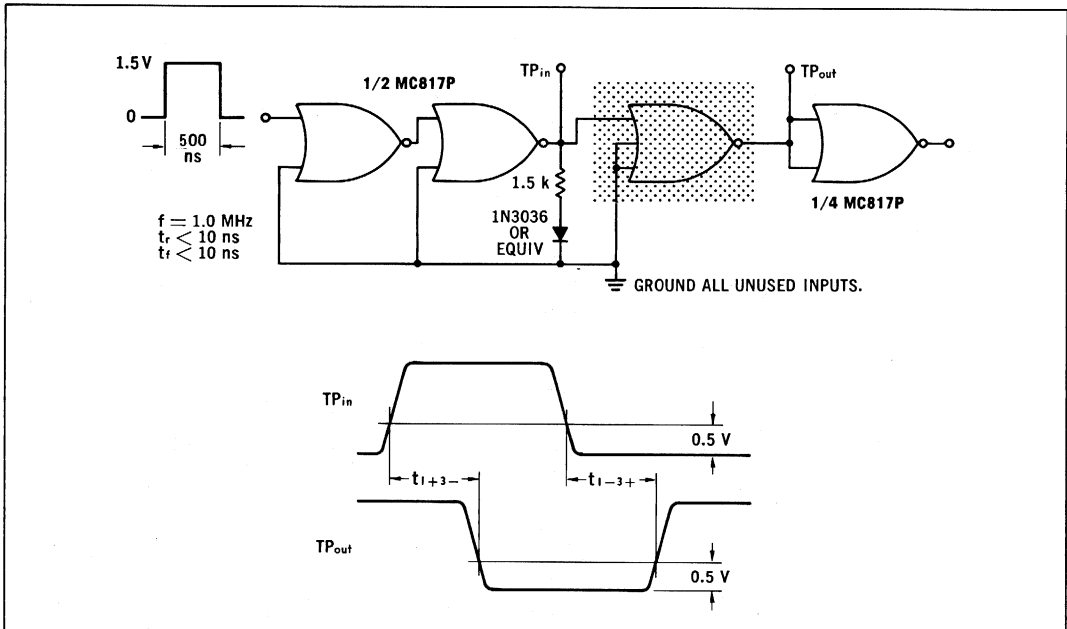 1.5 V
0
500
ns
1/2 MC817P
TPin
TPout
1.5 k
1N3036
OR
EQUIV
1/4 MC817P
f = 1.0 MHz
tr < 10 ns
tf < 10 ns
GROUND ALL UNUSED INPUTS.
TPin
0.5 V
t1+3-
t1-3+
TPout
0.5 V